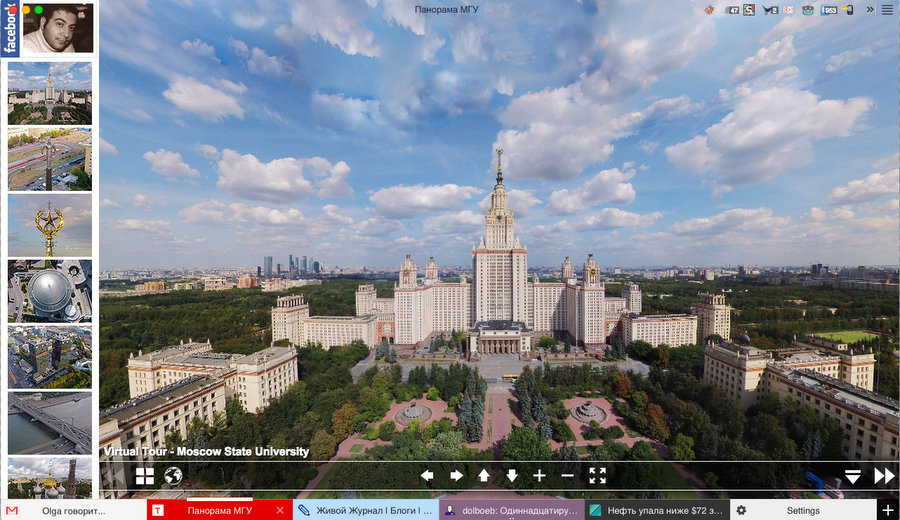 facebook
Панорама МГУ
47
2
953
Virtual Tour - Moscow State University
Olga говорит...
Панорама МГУ
Живой Журнал | Блоги | ...
dolboeb: Одиннадцатиру...
Нефть упала ниже $72 з...
Settings